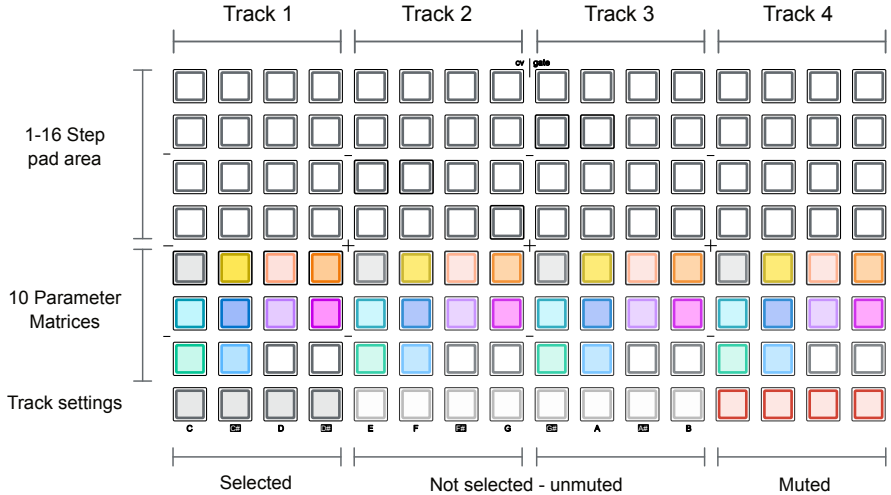 Track 1 Track 2 Track 3 Track 4
cv gate
1-16 Step
pad area
10 Parameter
Matrices
Track settings
C C# D D# E F F# G G# A A# B
Selected Not selected - unmuted Muted